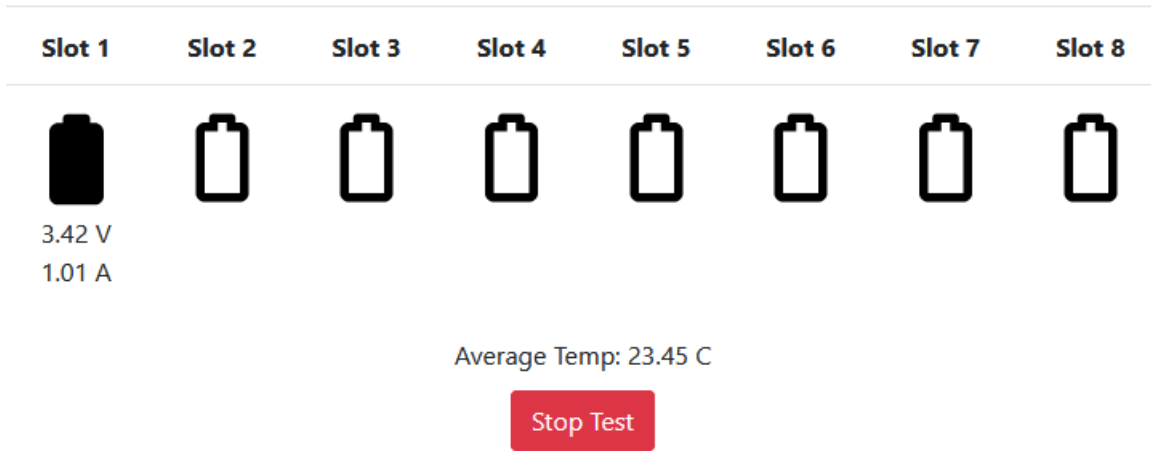 Slot 1 Slot 2 Slot 3 Slot 4 Slot 5 Slot 6 Slot 7 Slot 8
3.42 V
1.01 A
Average Temp: 23.45 C
Stop Test